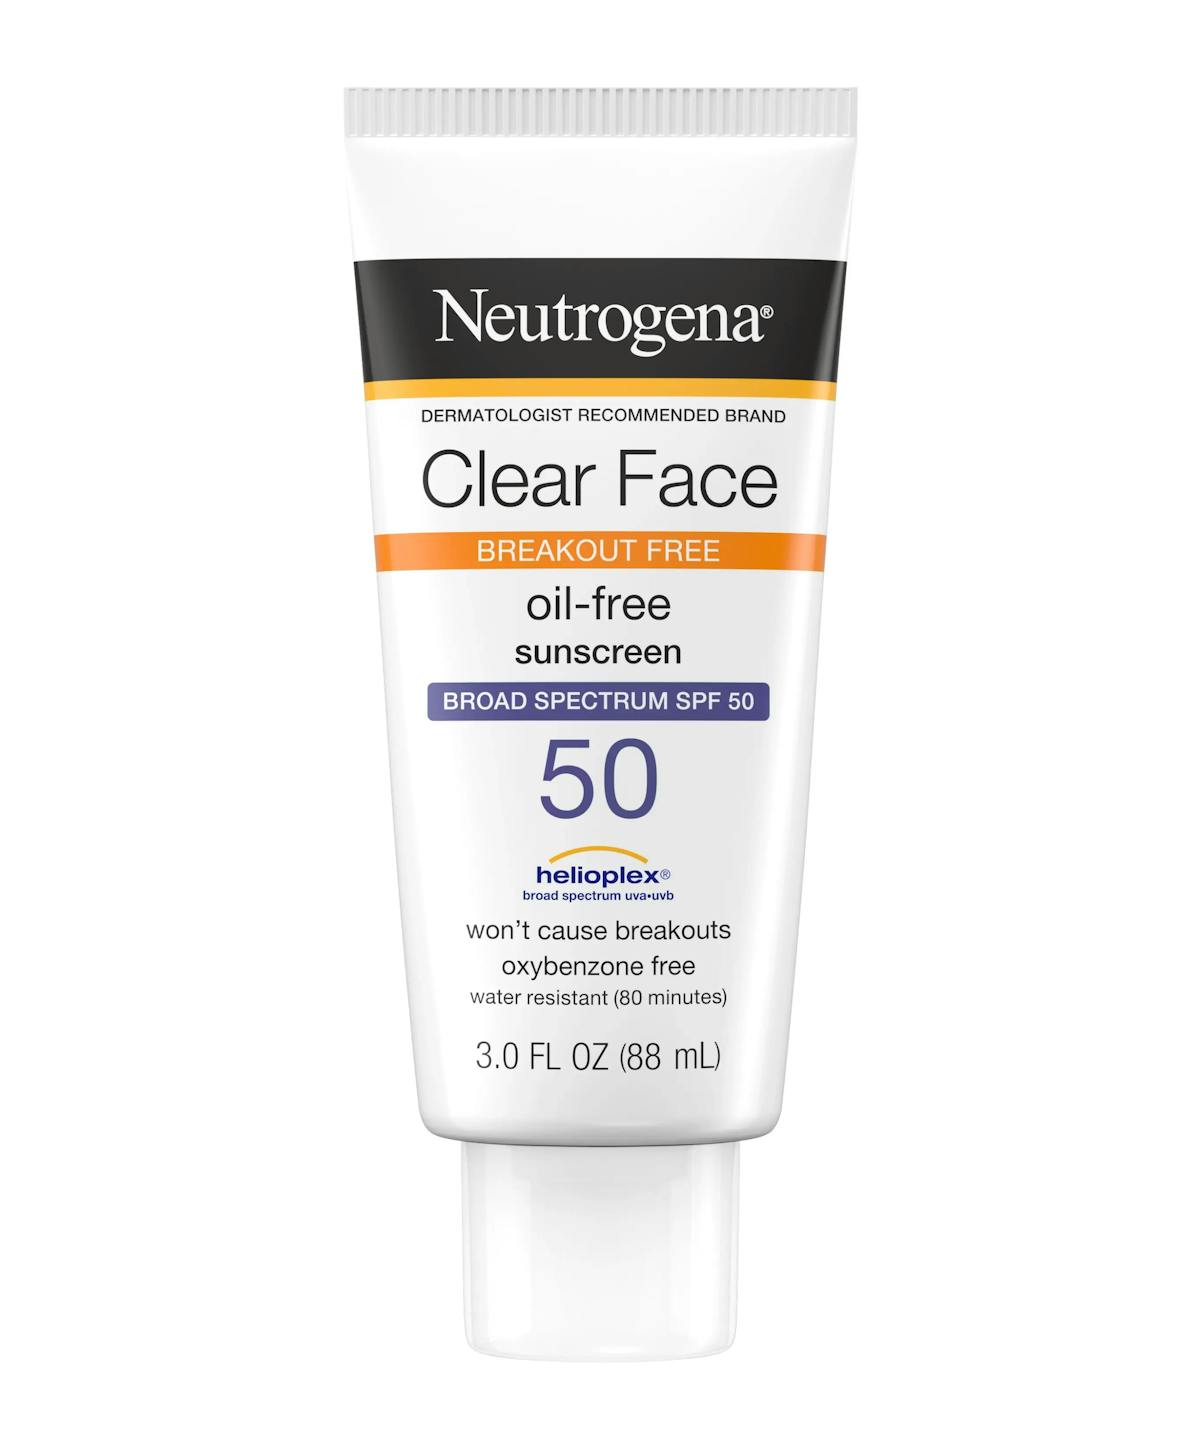 Neutrogena®
DERMATOLOGIST RECOMMENDED BRAND
Clear Face
BREAKOUT FREE
oil-free
sunscreen
BROAD SPECTRUM SPF 50
50
helioplex®
broad spectrum uva•uvb
won't cause breakouts
oxybenzone free
water resistant (80 minutes)
3.0 FL OZ (88 mL)